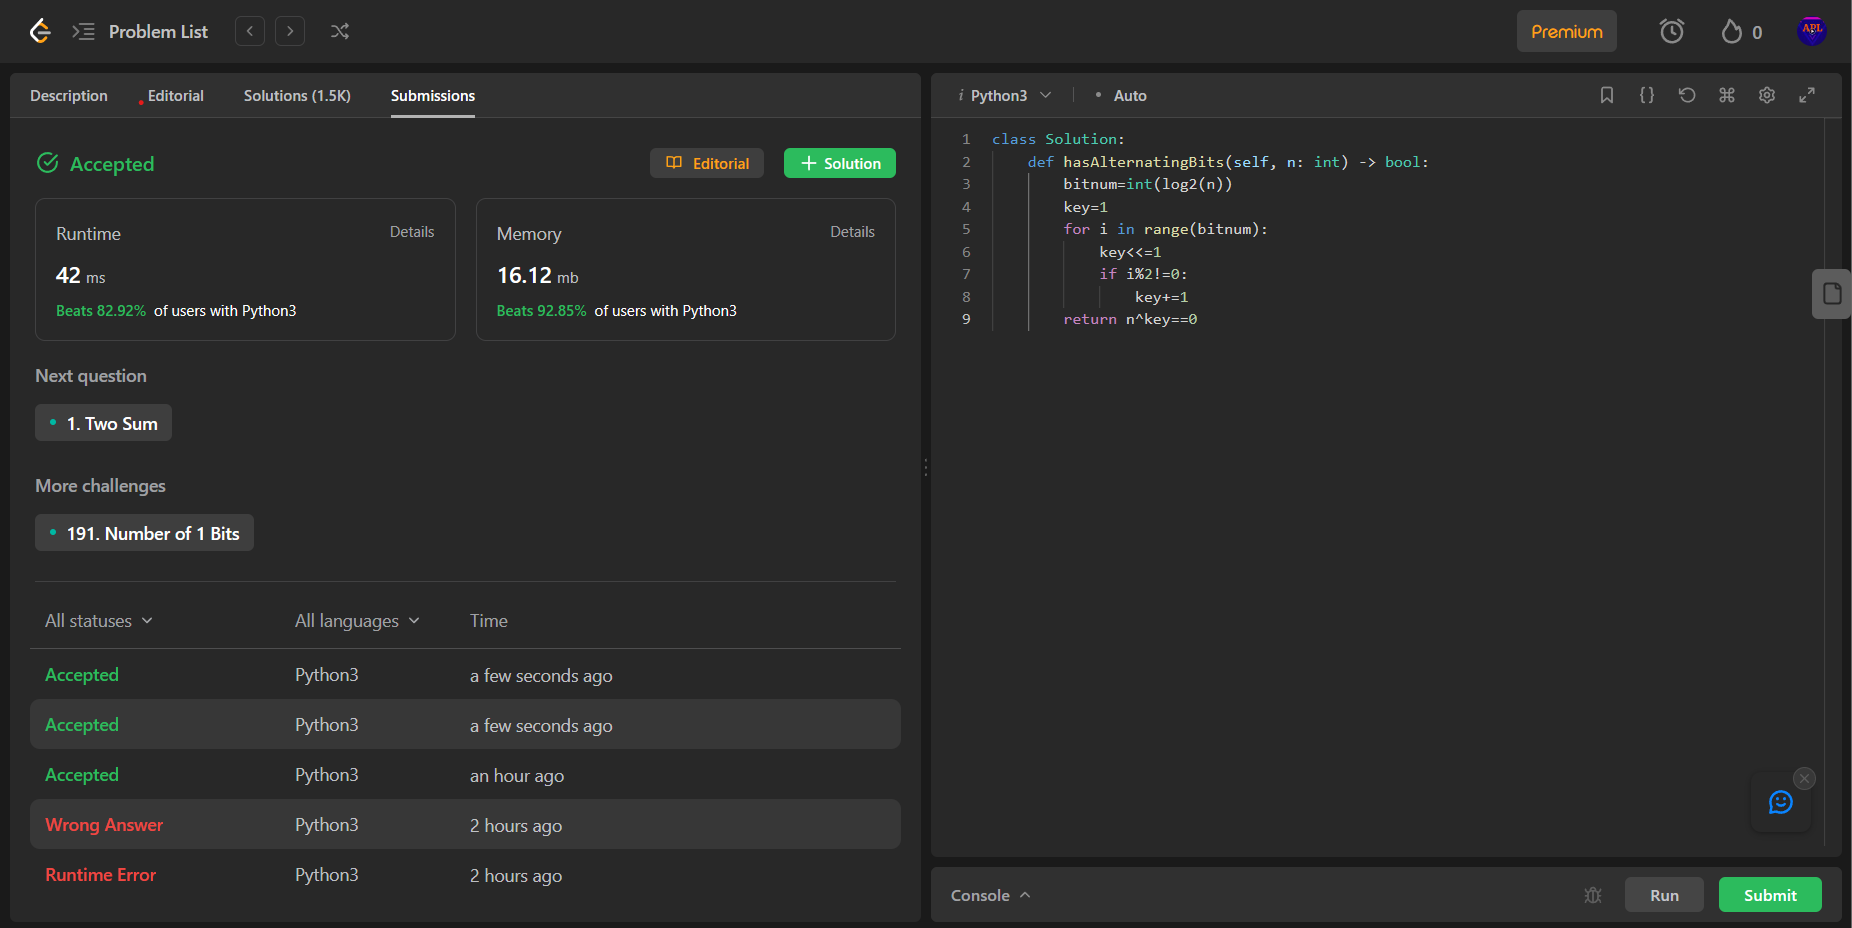 Problem List
Premium
0
APL
Description
Editorial
Solutions (1.5K)
Submissions
Accepted
Editorial
Solution
Runtime
Details
42 ms
Beats 82.92% of users with Python3
Memory
Details
16.12 mb
Beats 92.85% of users with Python3
Next question
1. Two Sum
More challenges
191. Number of 1 Bits
All statuses
All languages
Time
Accepted Python3 a few seconds ago
Accepted Python3 a few seconds ago
Accepted Python3 an hour ago
Wrong Answer Python3 2 hours ago
Runtime Error Python3 2 hours ago
i Python3
• Auto
1 class Solution:
2     def hasAlternatingBits(self, n: int) -> bool:
3         bitnum=int(log2(n))
4         key=1
5         for i in range(bitnum):
6             key<<=1
7             if i%2!=0:
8                 key+=1
9         return n^key==0
Console
Run
Submit